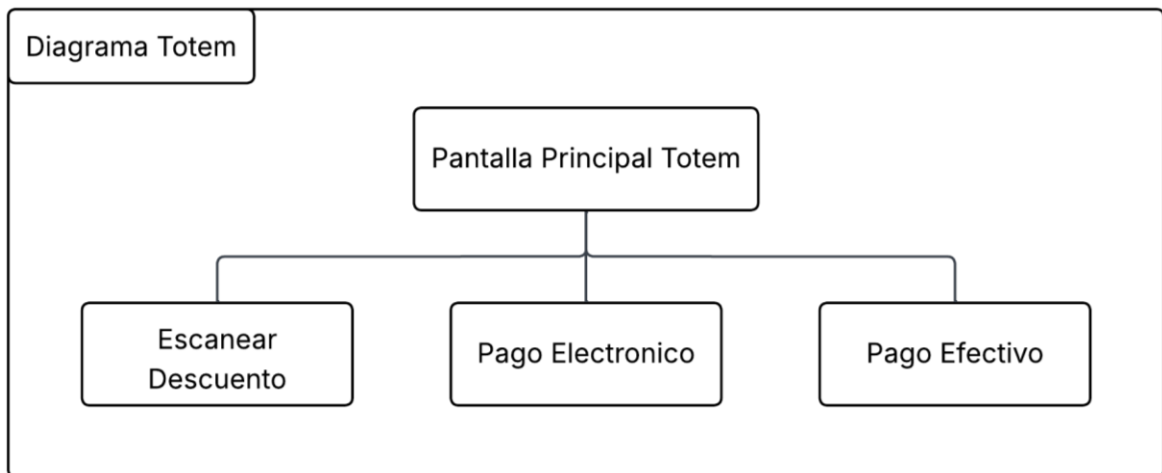 Diagrama Totem
Pantalla Principal Totem
Escanear
Descuento
Pago Electronico
Pago Efectivo